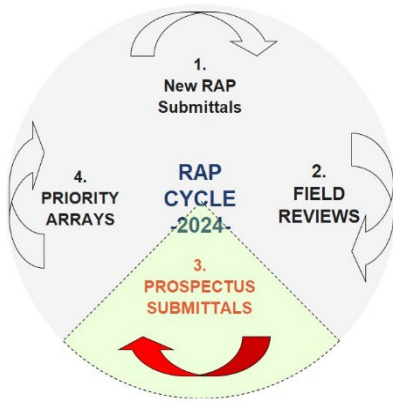 1.
New RAP
Submittals
4.
PRIORITY
ARRAYS
RAP
CYCLE
-2024-
2.
FIELD
REVIEWS
3.
PROSPECTUS
SUBMITTALS